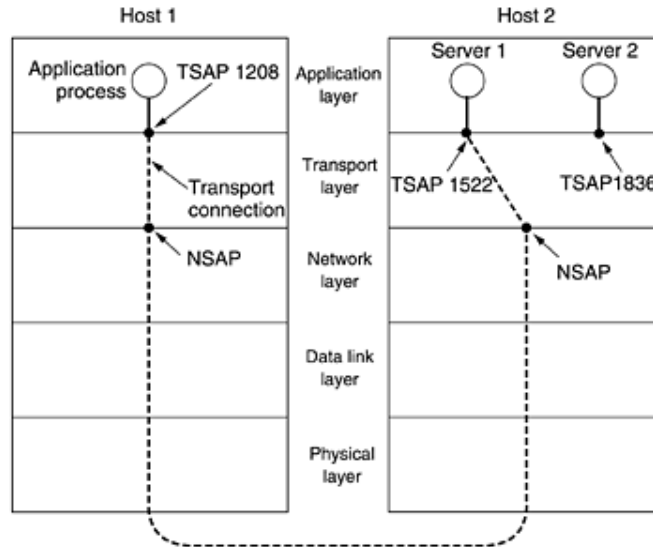 Host 1
Host 2
Application
process
TSAP 1208
Application
layer
Server 1
Server 2
Transport
connection
Transport
layer
TSAP 1522
TSAP1836
NSAP
Network
layer
NSAP
Data link
layer
Physical
layer